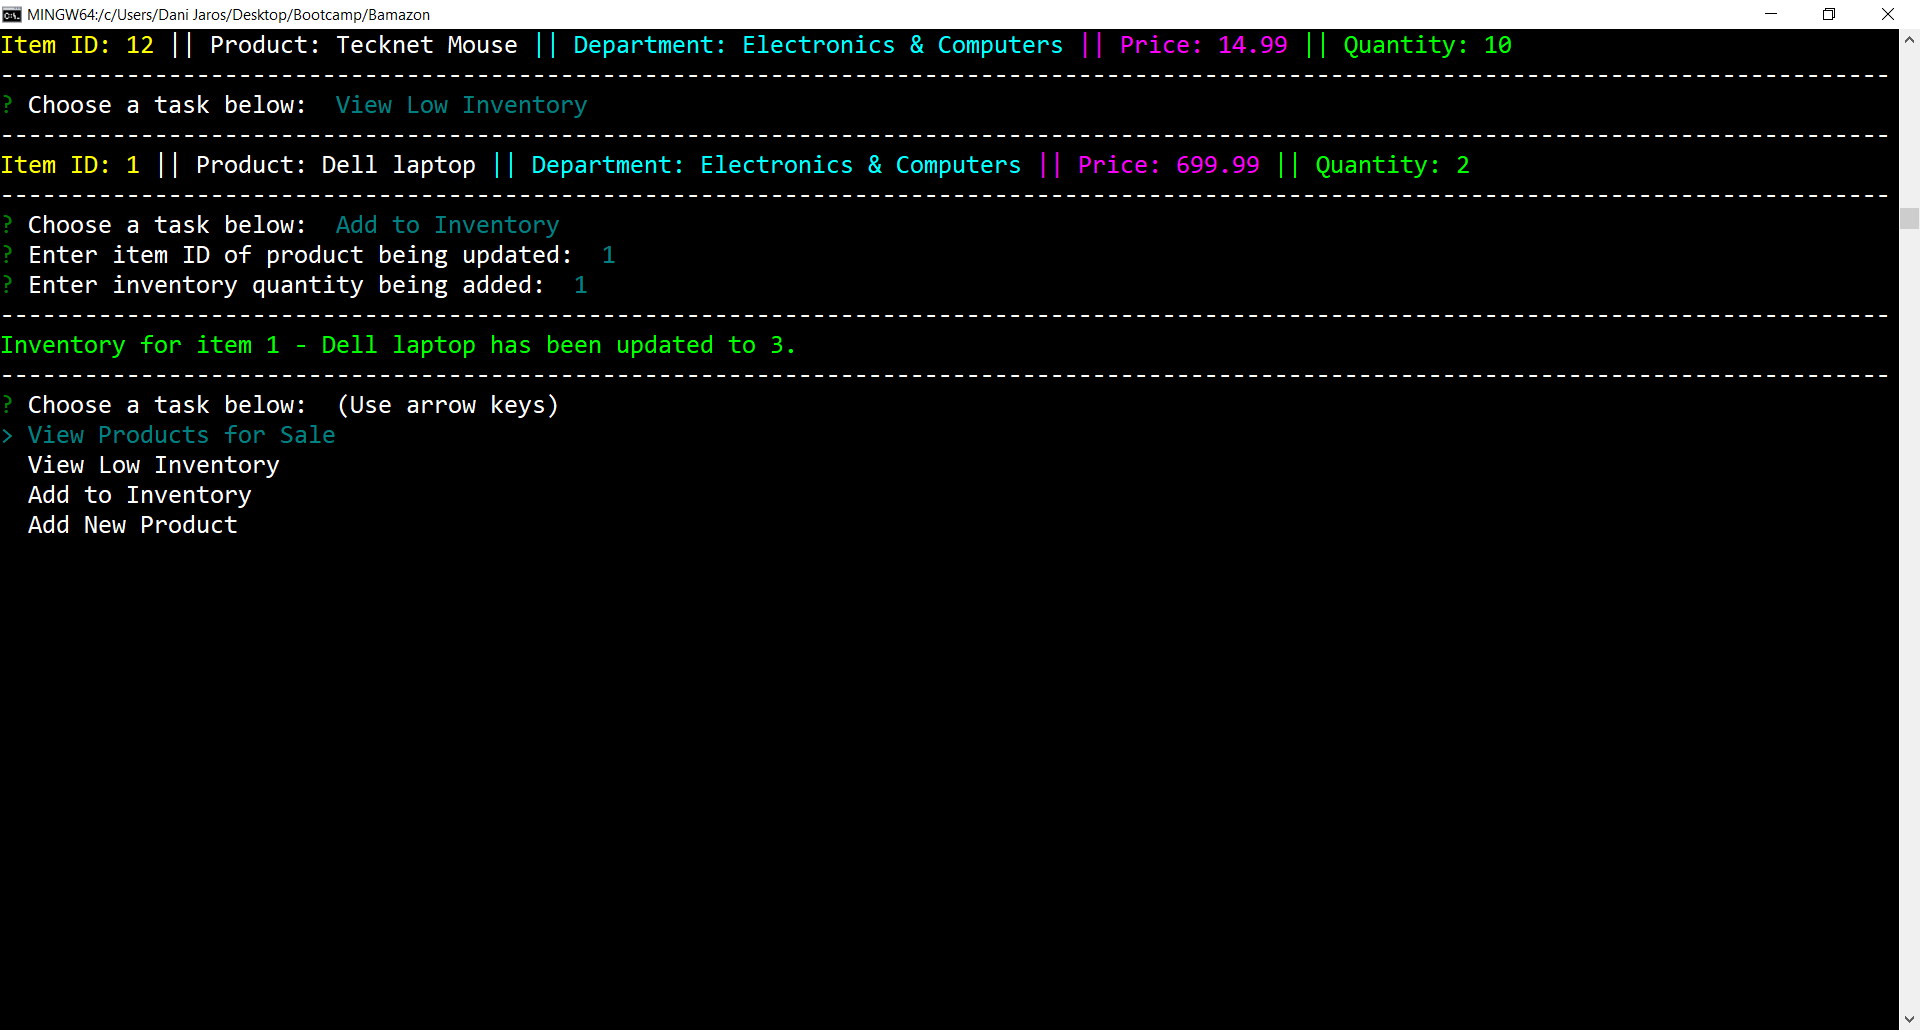 MINGW64:/c/Users/Dani Jaros/Desktop/Bootcamp/Bamazon
Item ID: 12 || Product: Tecknet Mouse || Department: Electronics & Computers || Price: 14.99 || Quantity: 10
---------------------------------------------------------------------------------------------------------------------------------------
? Choose a task below:  View Low Inventory
---------------------------------------------------------------------------------------------------------------------------------------
Item ID: 1 || Product: Dell laptop || Department: Electronics & Computers || Price: 699.99 || Quantity: 2
---------------------------------------------------------------------------------------------------------------------------------------
? Choose a task below:  Add to Inventory
? Enter item ID of product being updated:  1
? Enter inventory quantity being added:  1
---------------------------------------------------------------------------------------------------------------------------------------
Inventory for item 1 - Dell laptop has been updated to 3.
---------------------------------------------------------------------------------------------------------------------------------------
? Choose a task below:  (Use arrow keys)
> View Products for Sale
  View Low Inventory
  Add to Inventory
  Add New Product